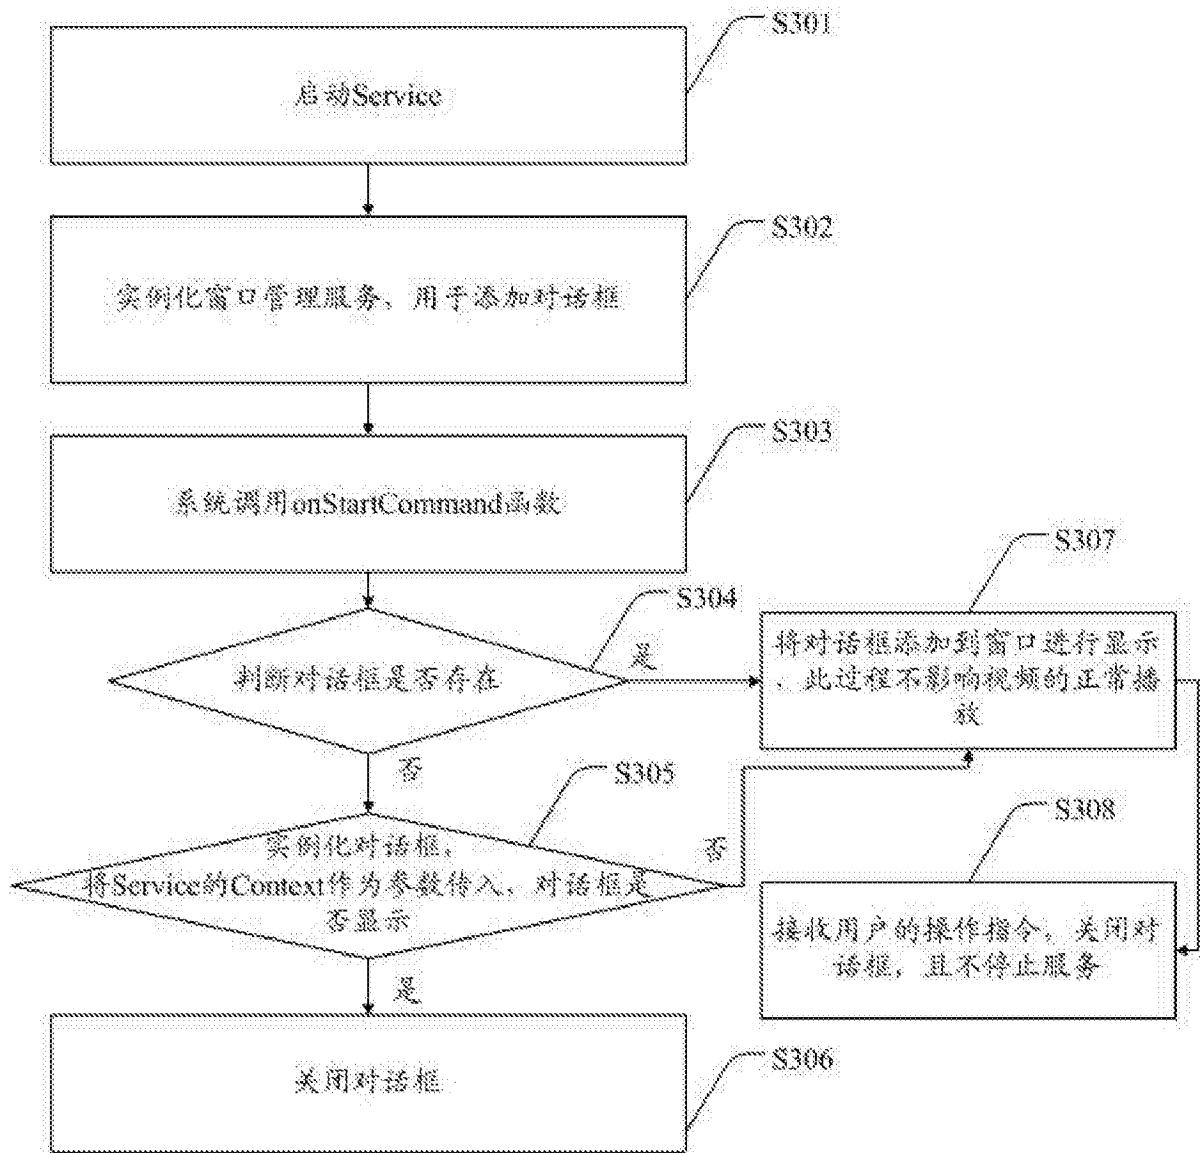 S301
启动Service
S302
实例化窗口管理服务、用于添加对话框
S303
系统调用onStartCommand函数
S304
判断对话框是否存在
是
S307
将对话框添加到窗口进行显示
、此过程不影响视频的正常播
放
否
S305
实例化对话框,
将Service的Context作为参数传入、对话框是
否显示
否
S308
接收用户的操作指令，关闭对
话框，且不停止服务
是
S306
关闭对话框